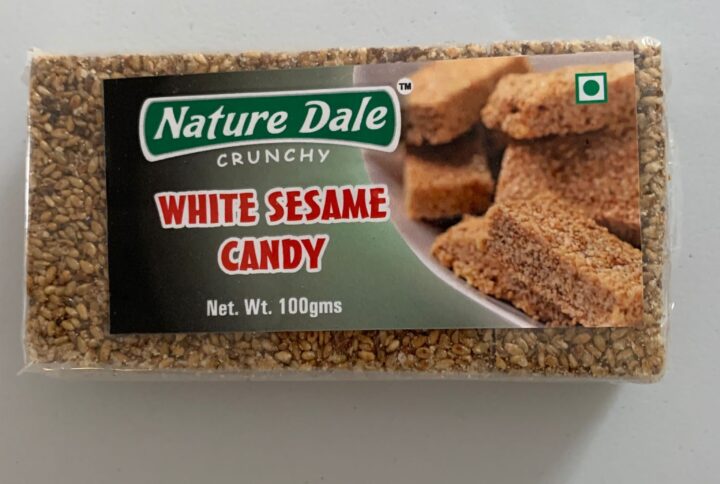 Nature Dale TM
CRUNCHY
WHITE SESAME
CANDY
Net. Wt. 100gms